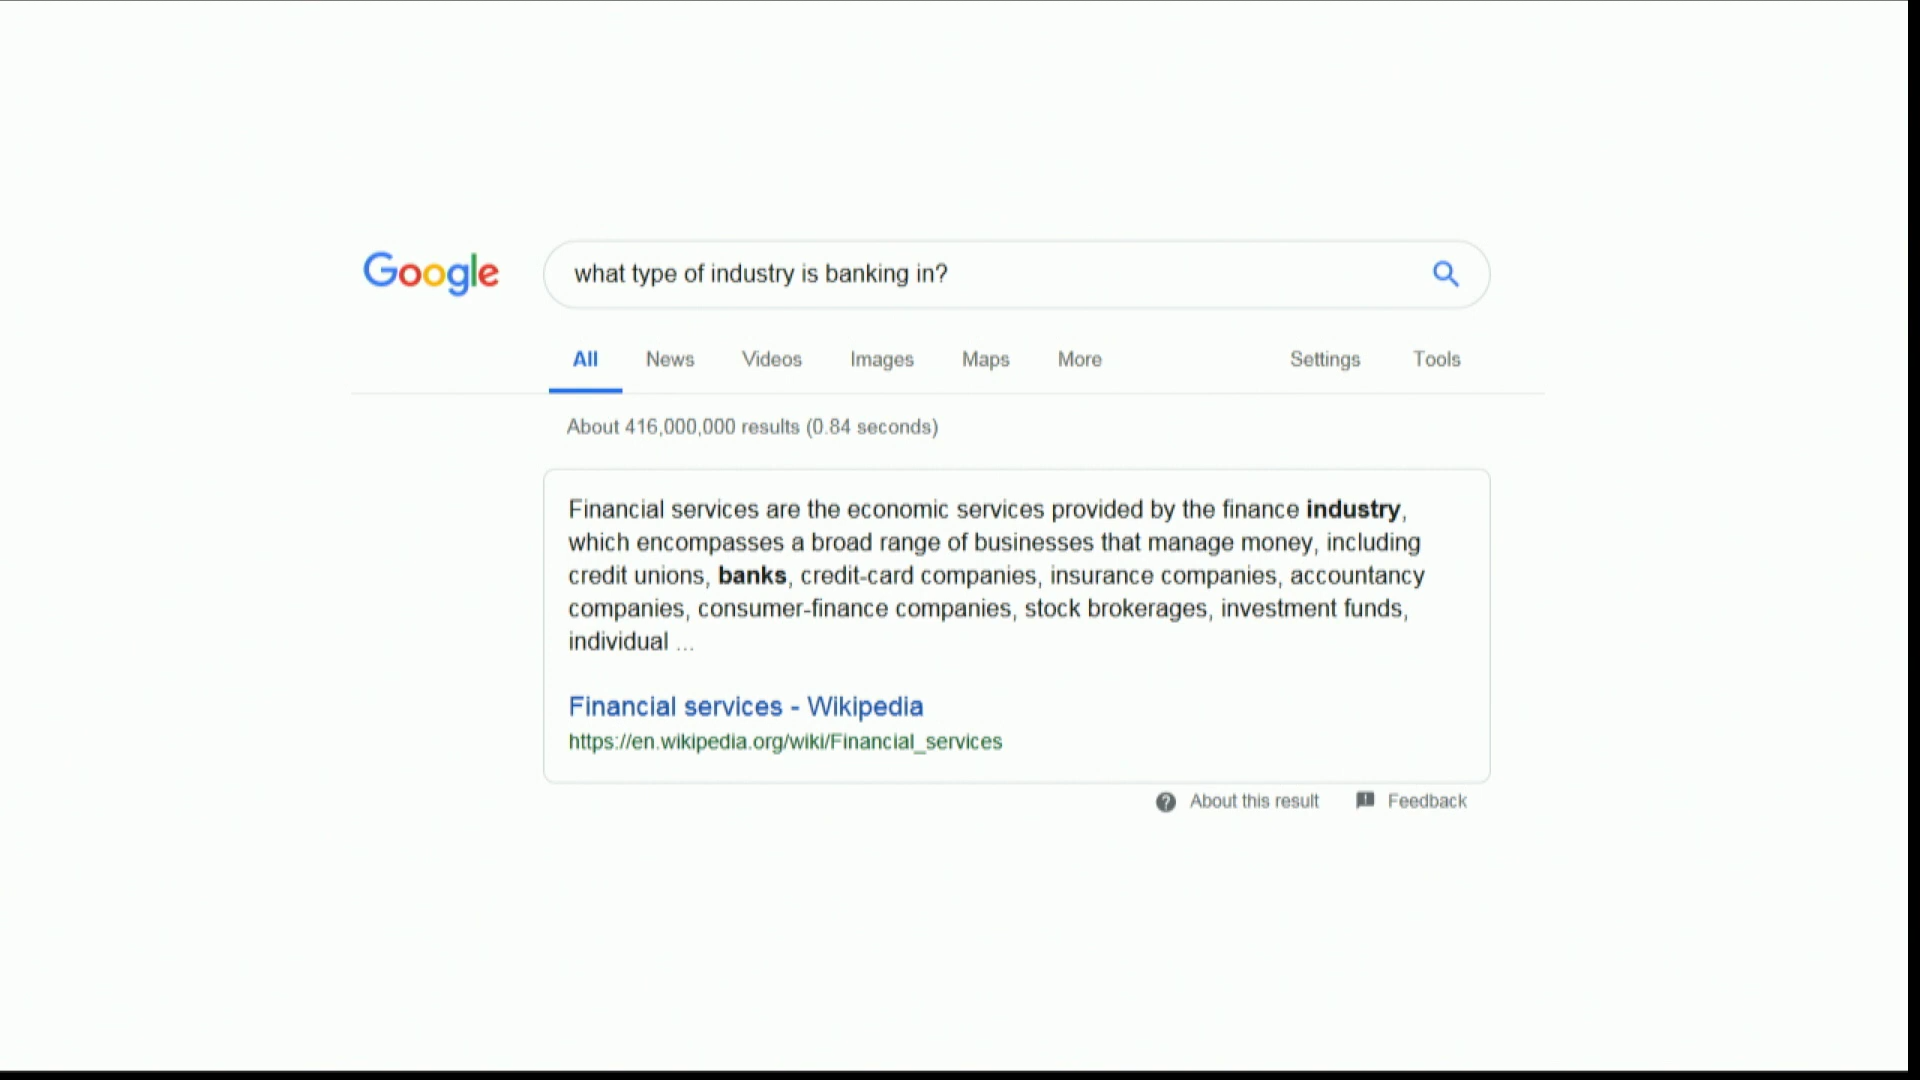 Google
what type of industry is banking in?
All News Videos Images Maps More Settings Tools
About 416,000,000 results (0.84 seconds)
Financial services are the economic services provided by the finance industry,
which encompasses a broad range of businesses that manage money, including
credit unions, banks, credit-card companies, insurance companies, accountancy
companies, consumer-finance companies, stock brokerages, investment funds,
individual ...
Financial services - Wikipedia
https://en.wikipedia.org/wiki/Financial_services
About this result Feedback